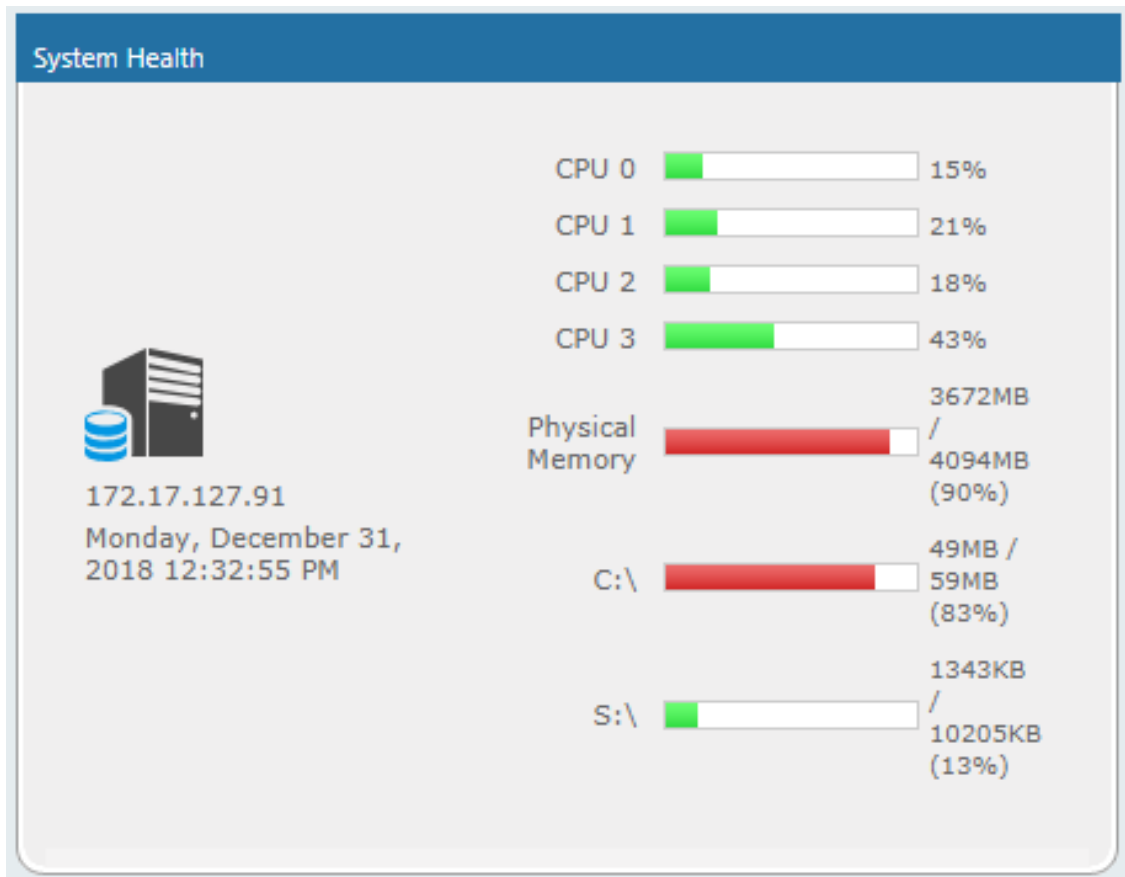 System Health
CPU 0
15%
CPU 1
21%
CPU 2
18%
CPU 3
43%
Physical
Memory
3672MB
/
4094MB
(90%)
172.17.127.91
Monday, December 31,
2018 12:32:55 PM
C:\
49MB /
59MB
(83%)
S:\
1343KB
/
10205KB
(13%)